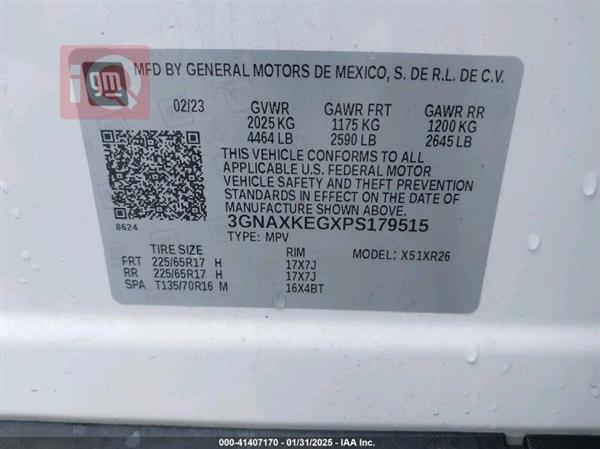 IQ
gm
MFD BY GENERAL MOTORS DE MEXICO, S. DE R.L. DE C.V.
02/23 GVWR GAWR FRT GAWR RR
2025 KG 1175 KG 1200 KG
4464 LB 2590 LB 2645 LB
THIS VEHICLE CONFORMS TO ALL
APPLICABLE U.S. FEDERAL MOTOR
VEHICLE SAFETY AND THEFT PREVENTION
STANDARDS IN EFFECT ON THE DATE OF
MANUFACTURE SHOWN ABOVE.
8624 3GNAXKEGXPS179515
TYPE: MPV
TIRE SIZE RIM MODEL: X51XR26
FRT 225/65R17 H 17X7J
RR 225/65R17 H 17X7J
SPA T135/70R16 M 16X4BT
000-41407170 | 01/31/2025 | IAA Inc.